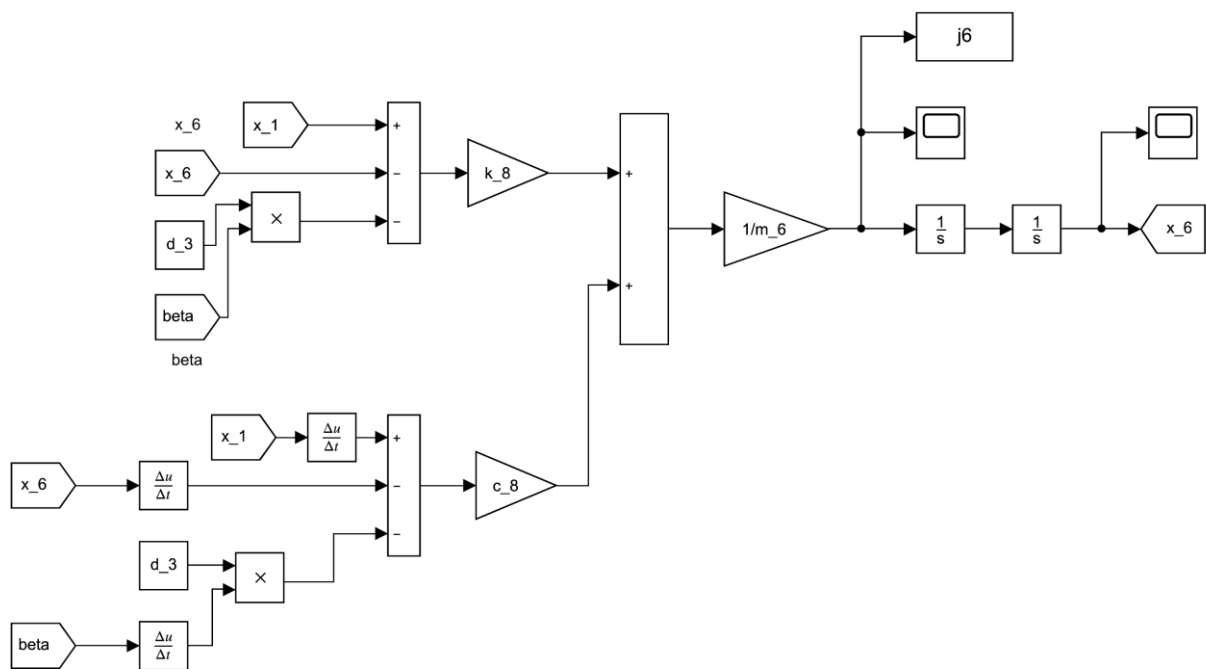 j6
x_6
x_1
+
x_6
−
k_8
+
d_3
×
−
1/m_6
1/s
1/s
x_6
beta
+
beta
x_1
Δu/Δt
+
x_6
Δu/Δt
−
c_8
d_3
×
−
beta
Δu/Δt